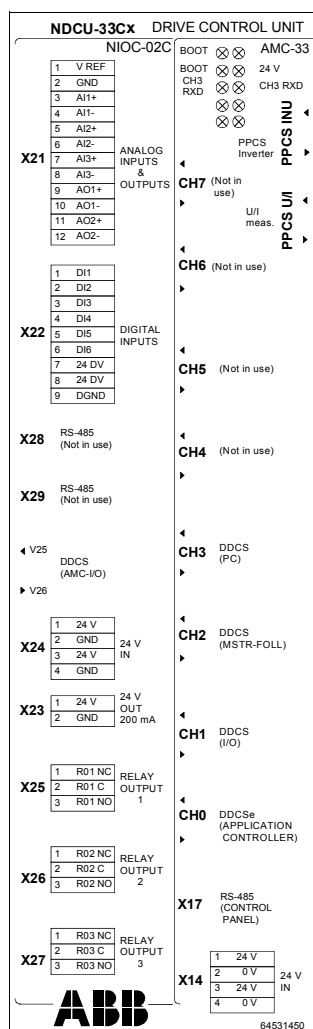 NDCU-33Cx DRIVE CONTROL UNIT
NIOC-02C
X21
1 V REF
2 GND
3 AI1+
4 AI1-
5 AI2+
6 AI2-
7 AI3+
8 AI3-
9 AO1+
10 AO1-
11 AO2+
12 AO2-
ANALOG
INPUTS
&
OUTPUTS
X22
1 DI1
2 DI2
3 DI3
4 DI4
5 DI5
6 DI6
7 24 DV
8 24 DV
9 DGND
DIGITAL
INPUTS
X28 RS-485
(Not in use)
X29 RS-485
(Not in use)
V25
DDCS
(AMC-I/O)
V26
X24
1 24 V
2 GND
3 24 V
4 GND
24 V
IN
X23
1 24 V
2 GND
24 V
OUT
200 mA
X25
1 R01 NC
2 R01 C
3 R01 NO
RELAY
OUTPUT
1
X26
1 R02 NC
2 R02 C
3 R02 NO
RELAY
OUTPUT
2
X27
1 R03 NC
2 R03 C
3 R03 NO
RELAY
OUTPUT
3
ABB
AMC-33
BOOT
BOOT 24 V
CH3
RXD
CH3 RXD
PPCS
Inverter
PPCS INU
CH7 (Not in
use)
U/I
meas.
PPCS U/I
CH6 (Not in use)
CH5 (Not in use)
CH4 (Not in use)
CH3 DDCS
(PC)
CH2 DDCS
(MSTR-FOLL)
CH1 DDCS
(I/O)
CH0 DDCSe
(APPLICATION
CONTROLLER)
X17 RS-485
(CONTROL
PANEL)
X14
1 24 V
2 0 V
3 24 V
4 0 V
24 V
IN
64531450